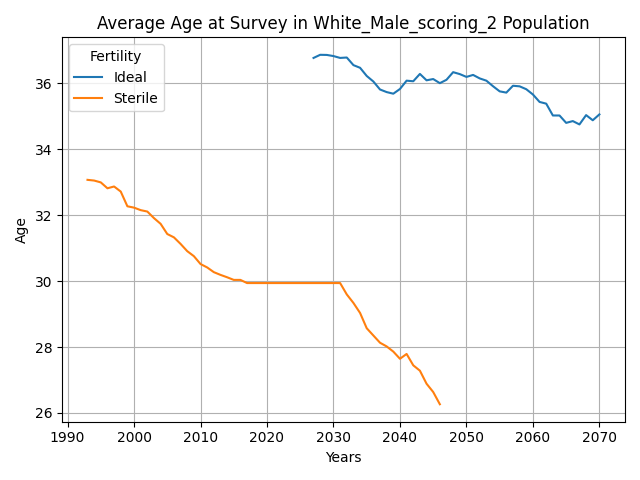 Average Age at Survey in White_Male_scoring_2 Population
Fertility
Ideal
Sterile
36
34
32
30
28
26
Age
1990 2000 2010 2020 2030 2040 2050 2060 2070
Years